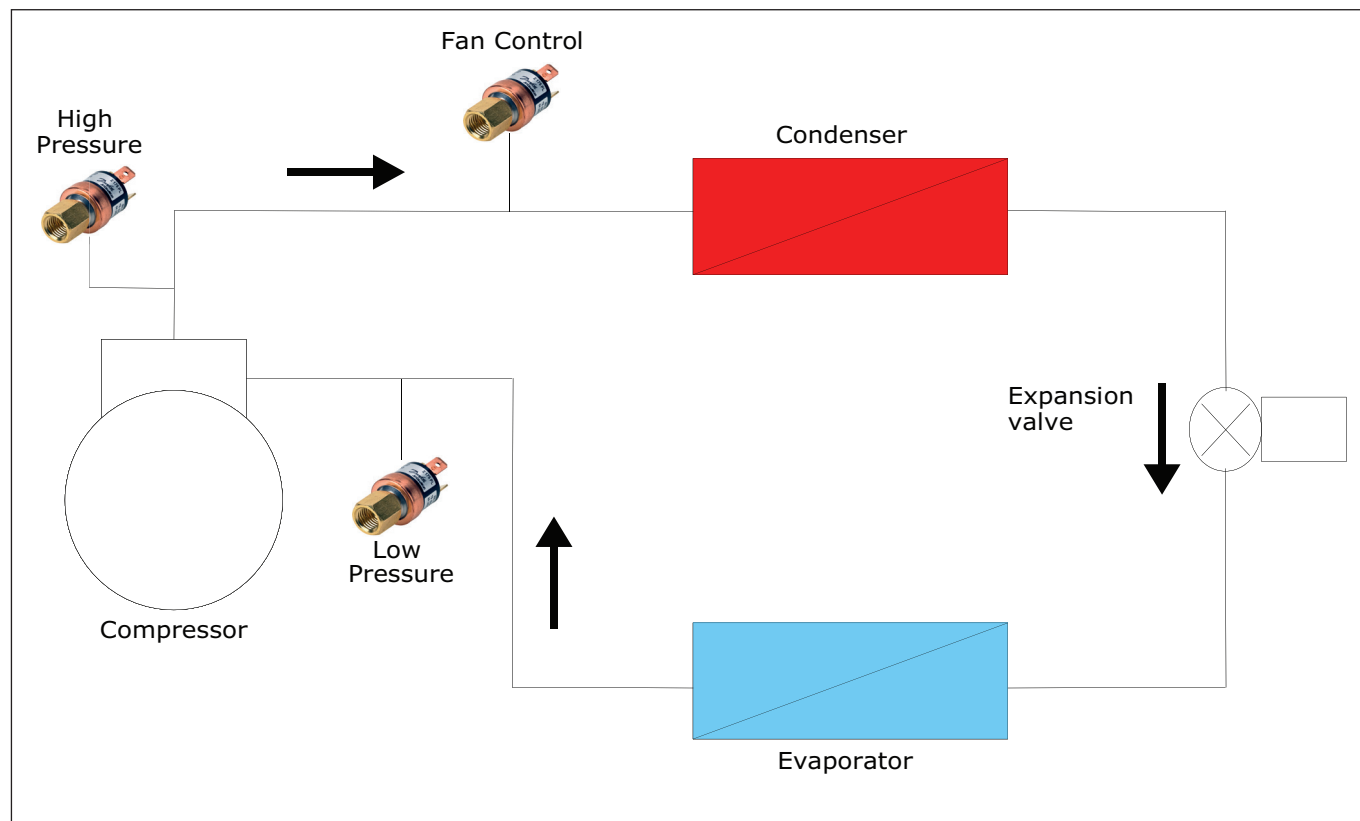 Fan Control
High
Pressure
Condenser
Expansion
valve
Low
Pressure
Compressor
Evaporator